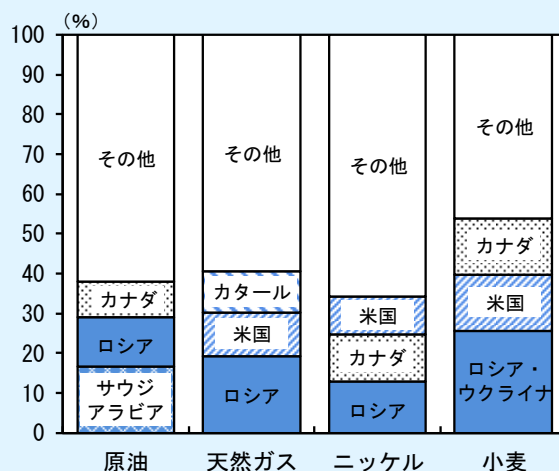 （%）
100
90
80
70
60
50
40
30
20
10
0
その他
カナダ
ロシア
サウジ
アラビア
その他
カタール
米国
ロシア
その他
米国
カナダ
ロシア
その他
カナダ
米国
ロシア・
ウクライナ
原油 天然ガス ニッケル 小麦